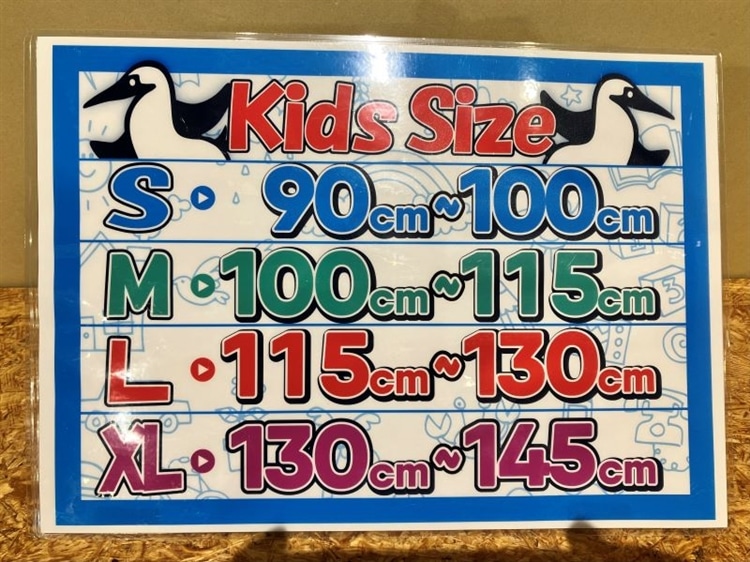 Kids Size
S 90cm~100cm
M 100cm~115cm
L 115cm~130cm
XL 130cm~145cm